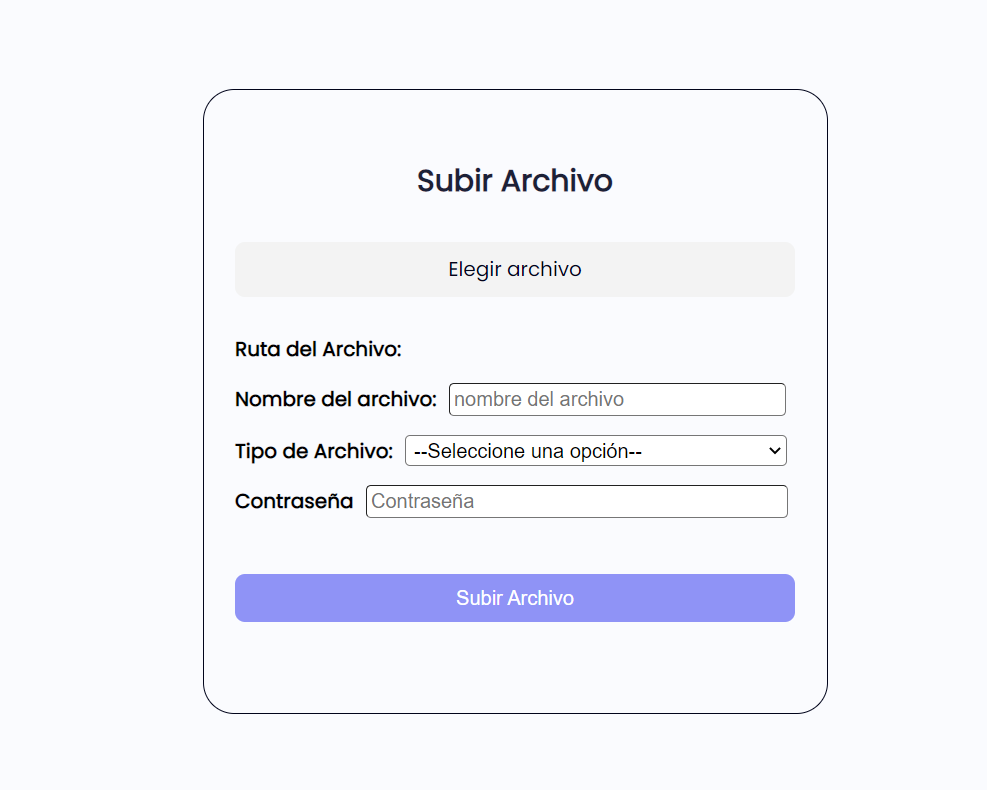 Subir Archivo
Elegir archivo
Ruta del Archivo:
Nombre del archivo: nombre del archivo
Tipo de Archivo: --Seleccione una opción--
Contraseña Contraseña
Subir Archivo